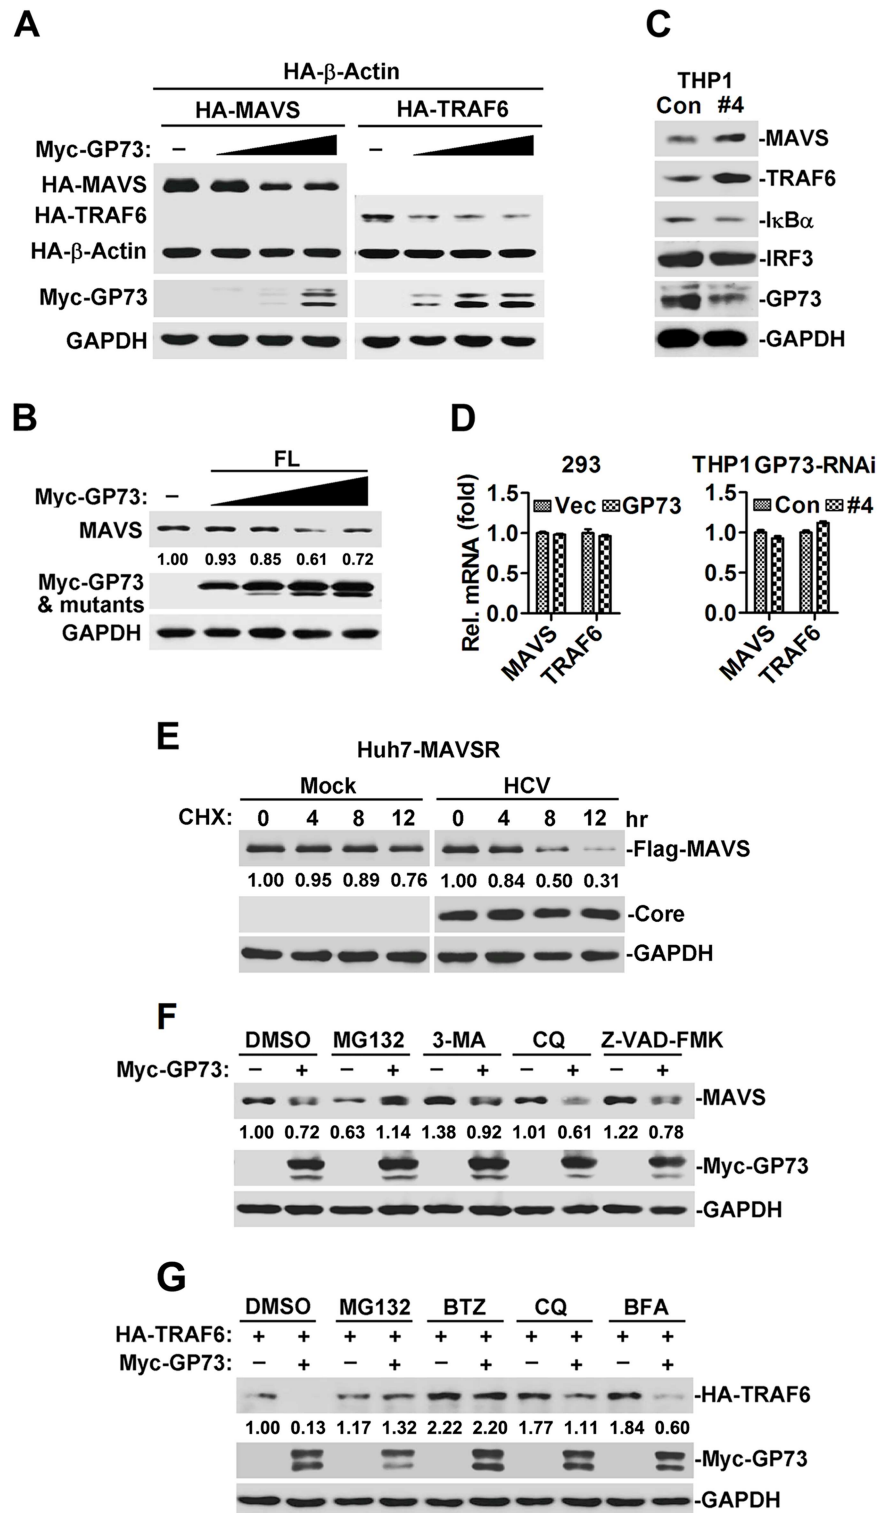 A
HA-β-Actin
HA-MAVS HA-TRAF6
Myc-GP73: – –
HA-MAVS
HA-TRAF6
HA-β-Actin
Myc-GP73
GAPDH
C
THP1
Con #4
-MAVS
-TRAF6
-IκBα
-IRF3
-GP73
-GAPDH
B
FL
Myc-GP73: –
MAVS
1.00 0.93 0.85 0.61 0.72
Myc-GP73
& mutants
GAPDH
D
293
Rel. mRNA (fold)
1.5
1.0
0.5
0.0
Vec GP73
MAVS
TRAF6
THP1 GP73-RNAi
1.5
1.0
0.5
0.0
Con #4
MAVS
TRAF6
E
Huh7-MAVSR
Mock HCV
CHX: 0 4 8 12 0 4 8 12 hr
-Flag-MAVS
1.00 0.95 0.89 0.76 1.00 0.84 0.50 0.31
-Core
-GAPDH
F
DMSO MG132 3-MA CQ Z-VAD-FMK
Myc-GP73: – + – + – + – + – +
-MAVS
1.00 0.72 0.63 1.14 1.38 0.92 1.01 0.61 1.22 0.78
-Myc-GP73
-GAPDH
G
DMSO MG132 BTZ CQ BFA
HA-TRAF6: + + + + + + + + + +
Myc-GP73: – + – + – + – + – +
-HA-TRAF6
1.00 0.13 1.17 1.32 2.22 2.20 1.77 1.11 1.84 0.60
-Myc-GP73
-GAPDH